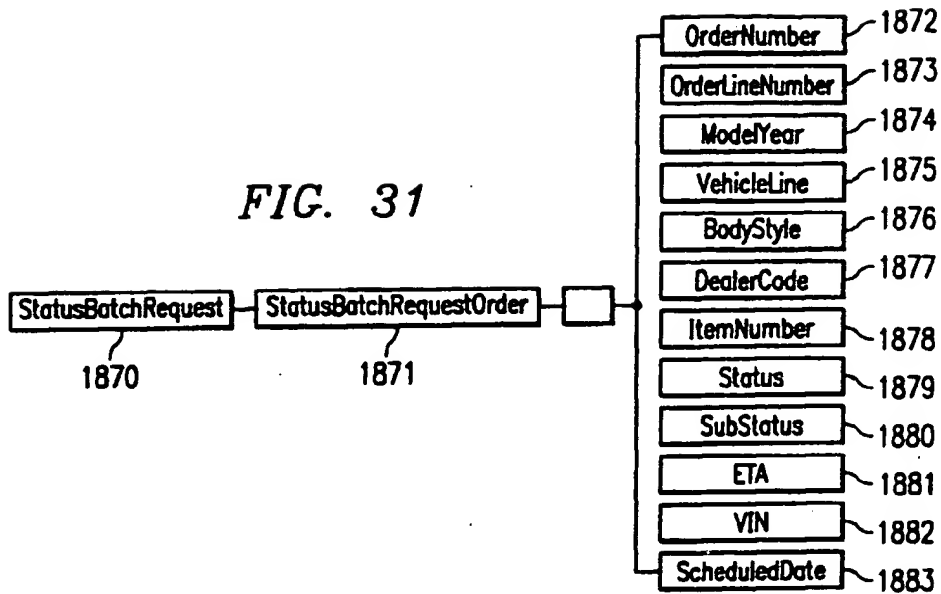 FIG. 31
StatusBatchRequest
1870
StatusBatchRequestOrder
1871
OrderNumber 1872
OrderLineNumber 1873
ModelYear 1874
VehicleLine 1875
BodyStyle 1876
DealerCode 1877
ItemNumber 1878
Status 1879
SubStatus 1880
ETA 1881
VIN 1882
ScheduledDate 1883